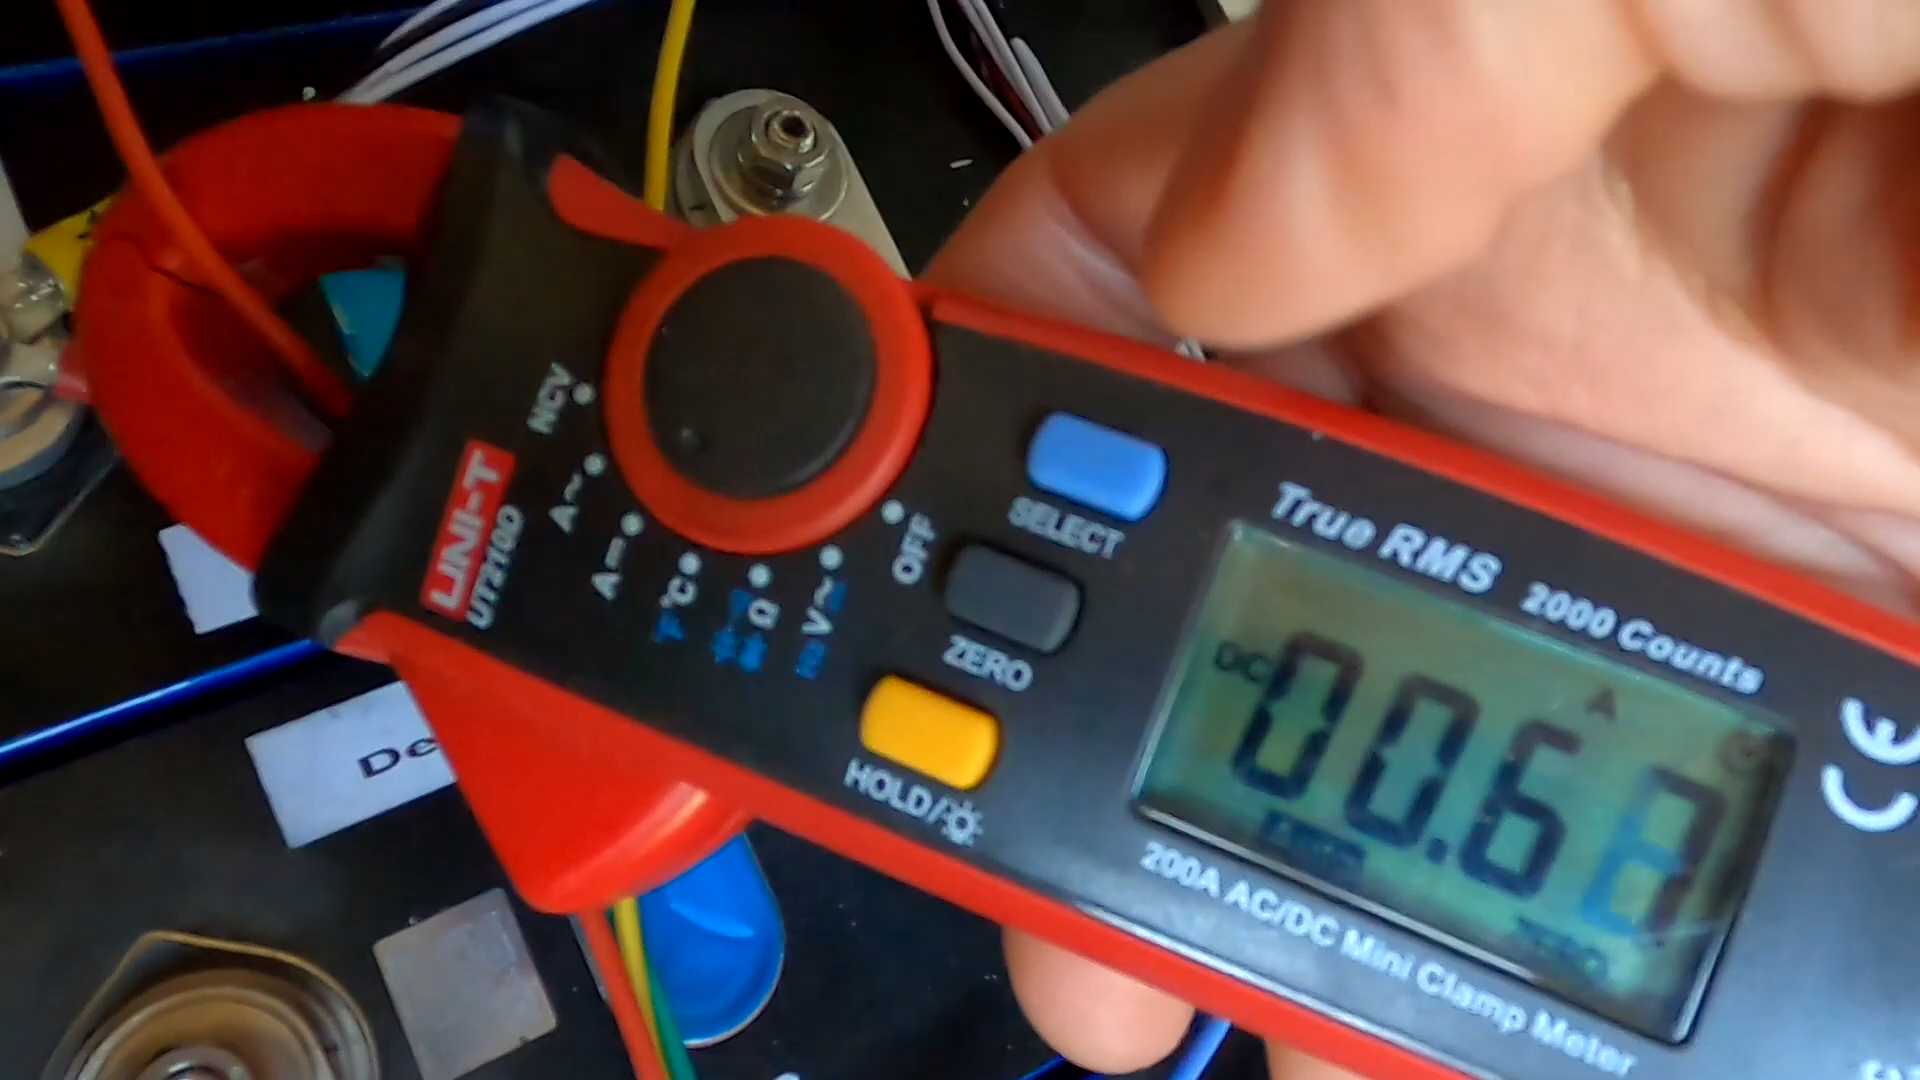 NCV
A~
A
UNI-T
UT210D
°C
°F
Ω
V
OFF
SELECT
ZERO
HOLD/
True RMS 2000 Counts
DC
A
00.6
ZERO
200A AC/DC Mini Clamp Meter
CE
De